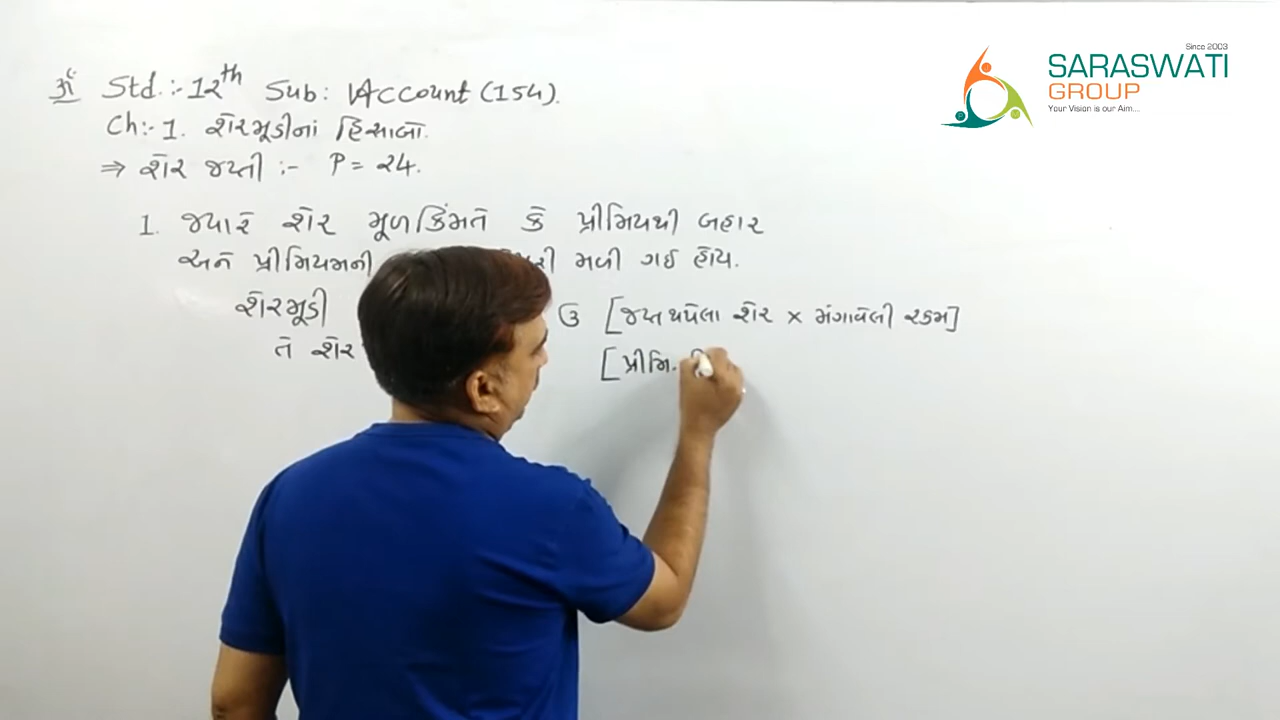 ૐ Std :- 12th Sub : Account (154).
Ch :- 1. શેરમૂડીના હિસાબો.
⇒ શેર જપ્તી :- P = 24.
1. જ્યારે શેર મૂળકિંમતે કે પ્રીમિયમથી બહાર
અને પ્રીમિયમની મળી ગઈ હોય.
શેરમૂડી ઉ [જપ્ત થયેલા શેર × મંગાવેલી રકમ]
તે શેર [પ્રીમિ.
Since 2003
SARASWATI
GROUP
Your Vision is our Aim...